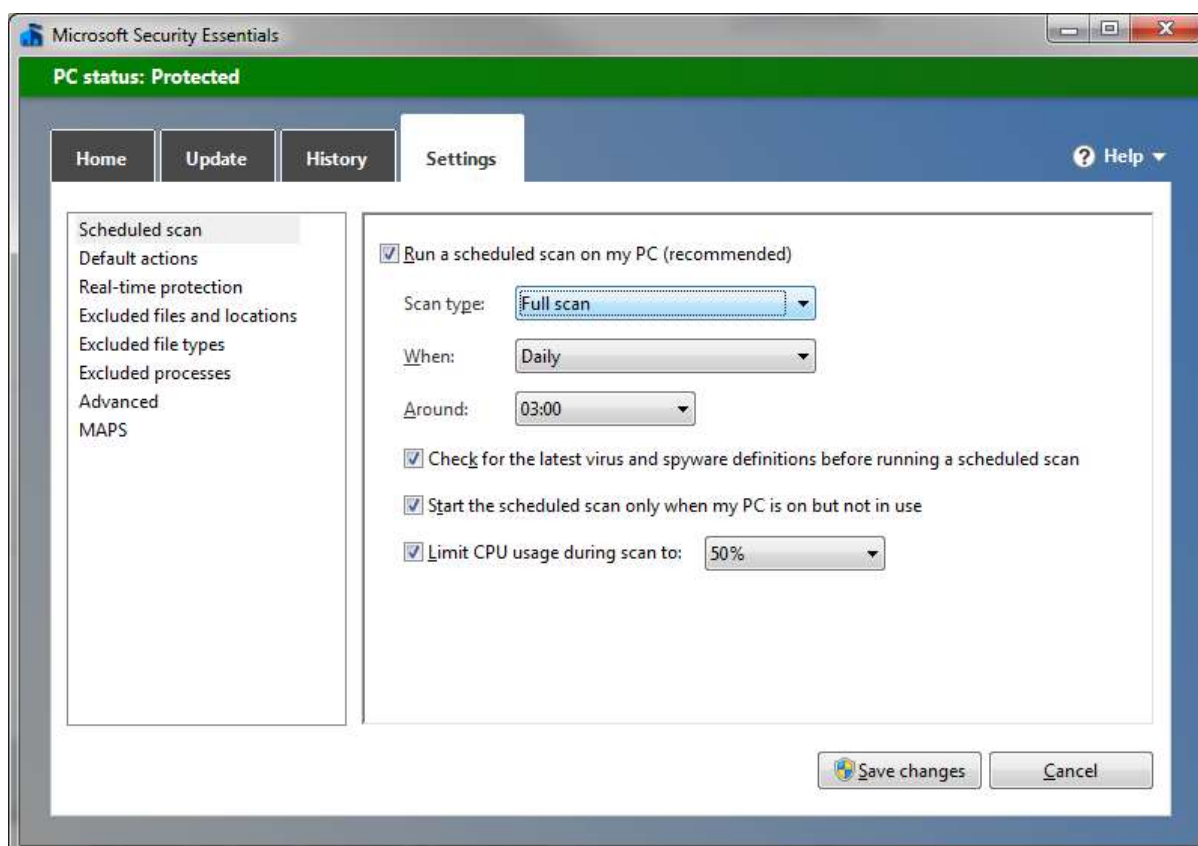 Microsoft Security Essentials
PC status: Protected
Home
Update
History
Settings
? Help
Scheduled scan
Default actions
Real-time protection
Excluded files and locations
Excluded file types
Excluded processes
Advanced
MAPS
Run a scheduled scan on my PC (recommended)
Scan type: Full scan
When: Daily
Around: 03:00
Check for the latest virus and spyware definitions before running a scheduled scan
Start the scheduled scan only when my PC is on but not in use
Limit CPU usage during scan to: 50%
Save changes
Cancel